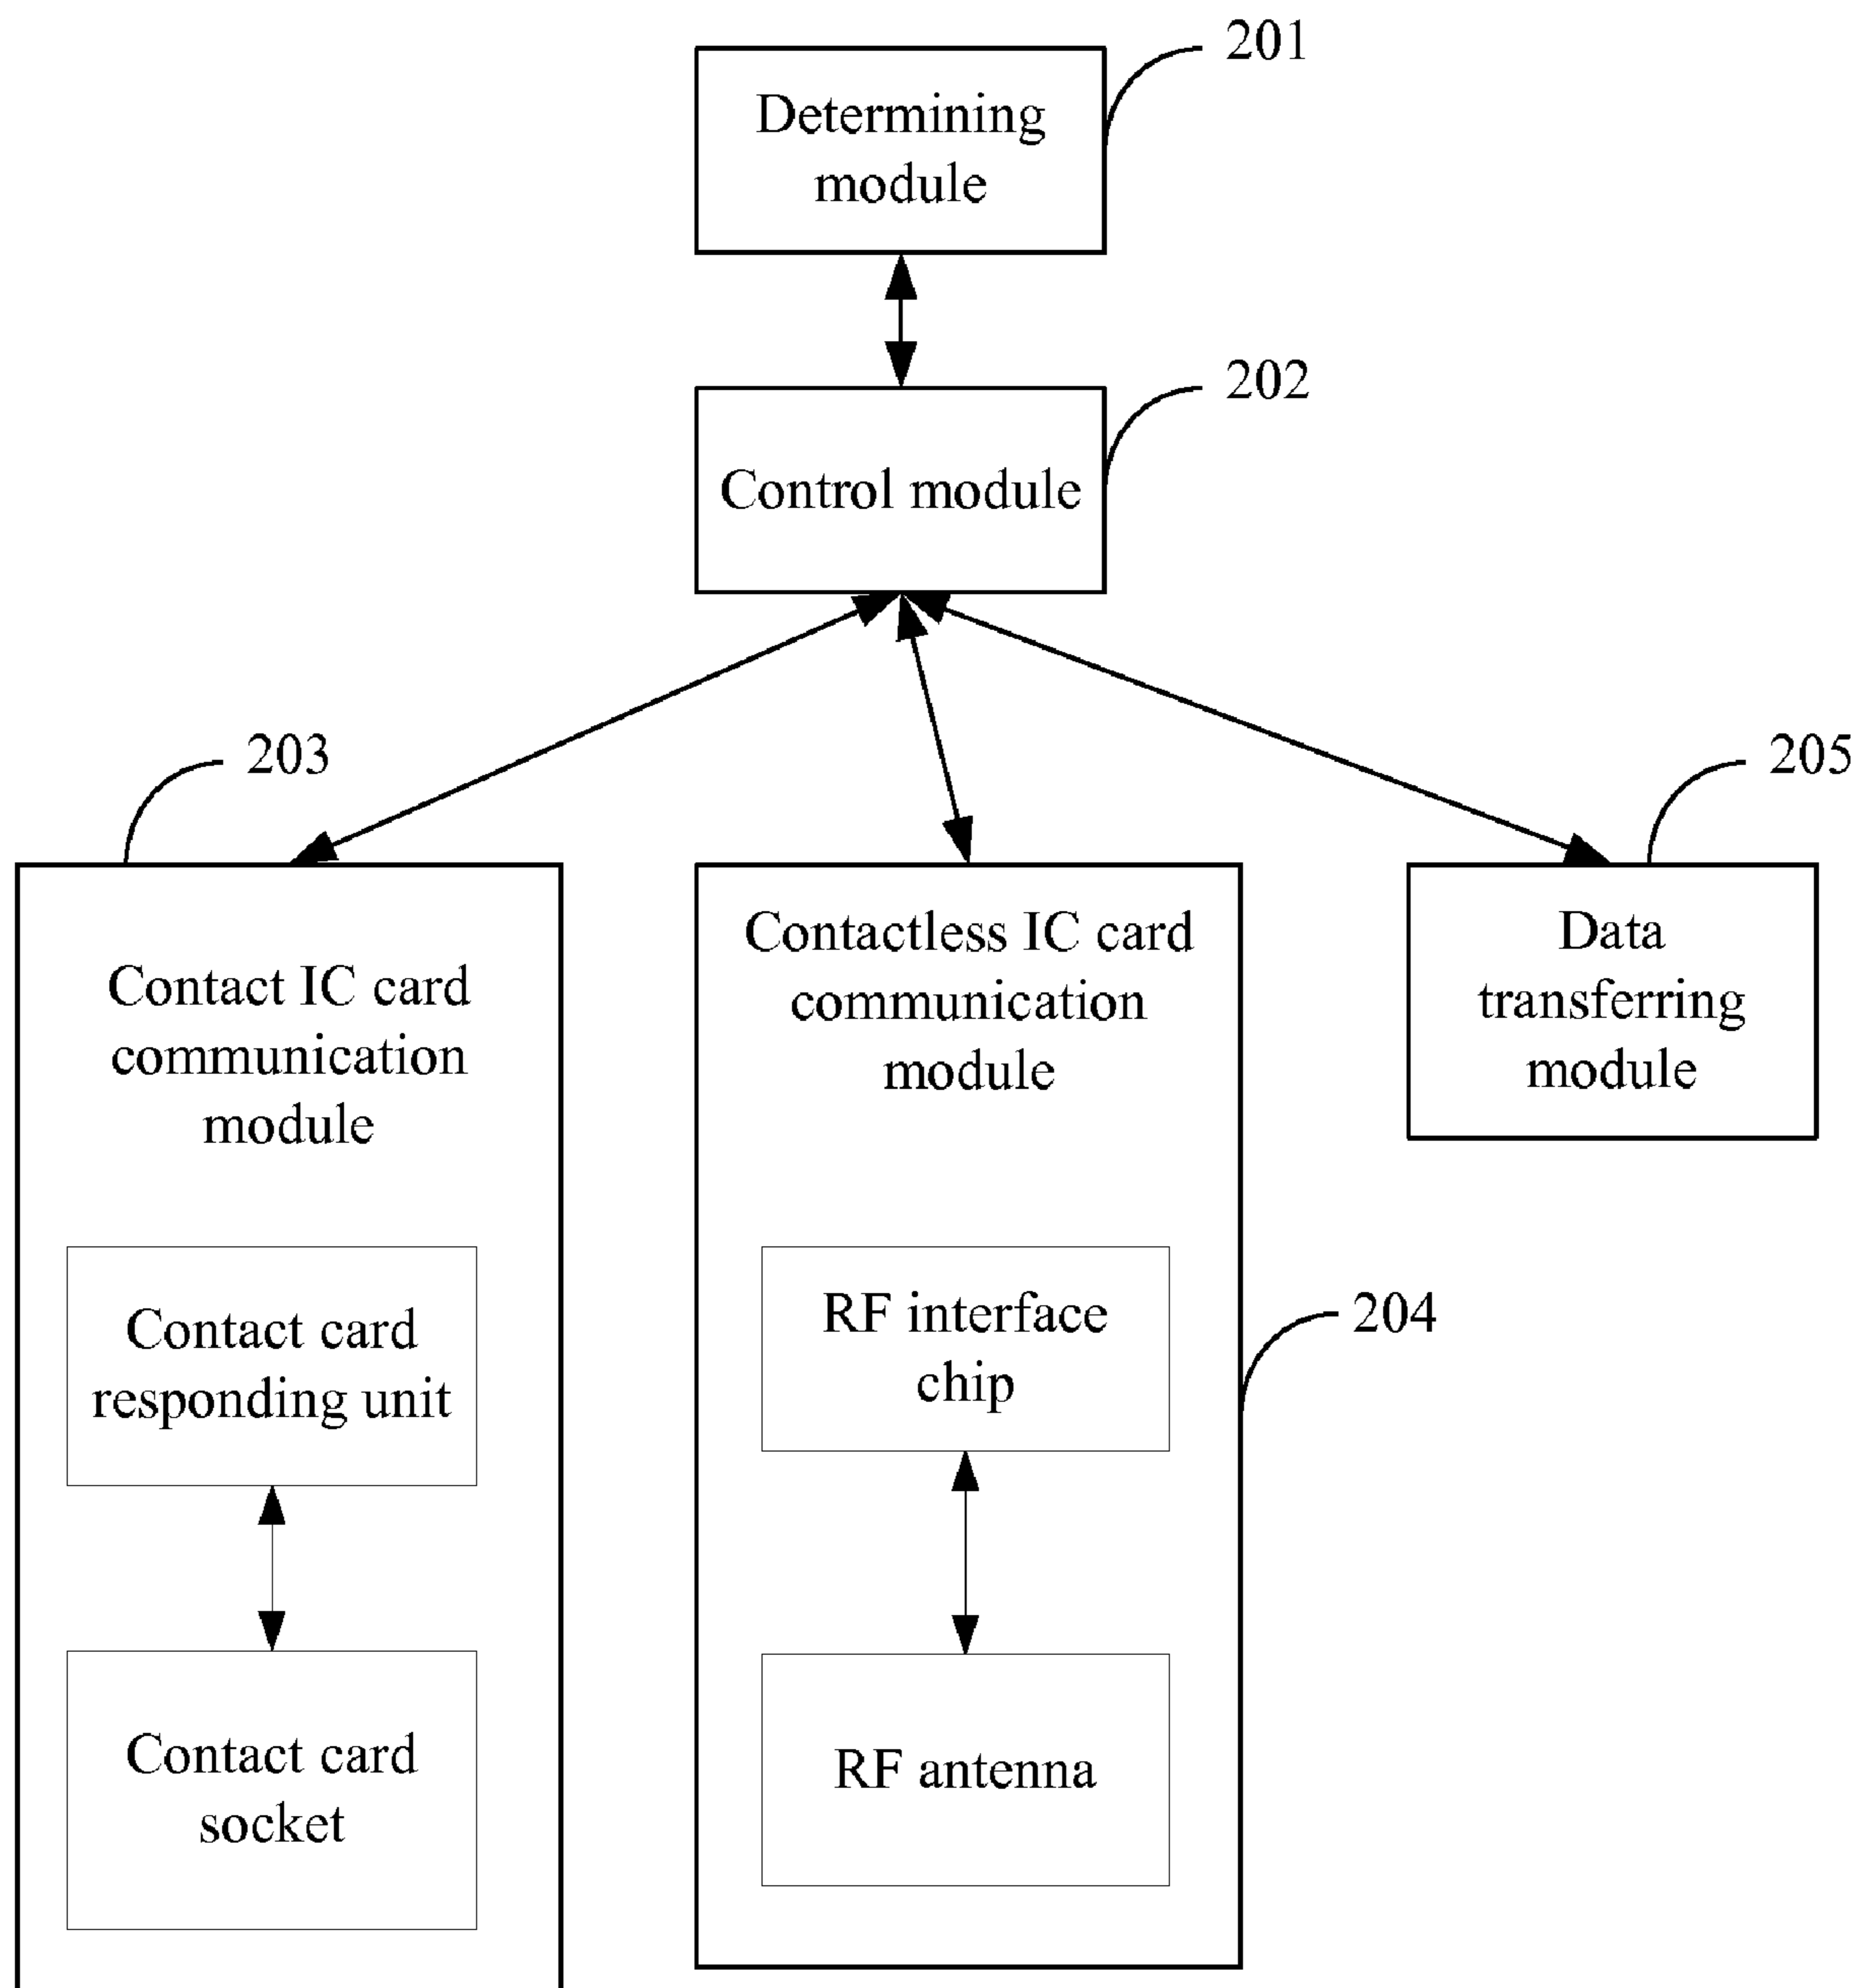 201
Determining
module
202
Control module
203
205
Contact IC card
communication
module
Contactless IC card
communication
module
Data
transferring
module
Contact card
responding unit
RF interface
chip
204
Contact card
socket
RF antenna